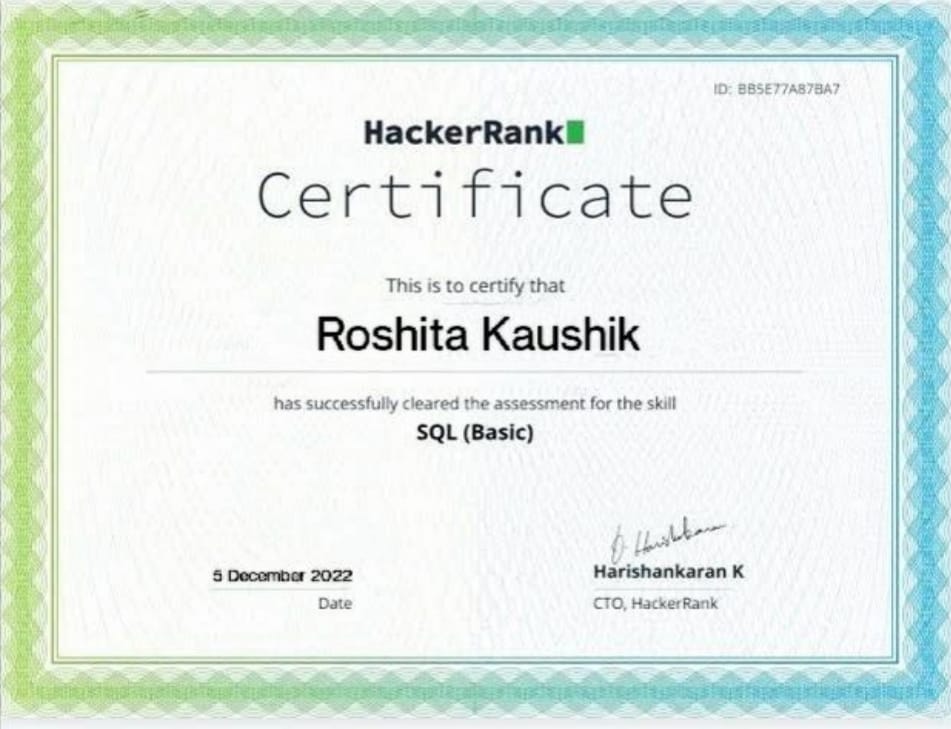 ID: BB5E77A87BA7
HackerRank
Certificate
This is to certify that
Roshita Kaushik
has successfully cleared the assessment for the skill
SQL (Basic)
5 December 2022
Date
Harishankaran K
CTO, HackerRank